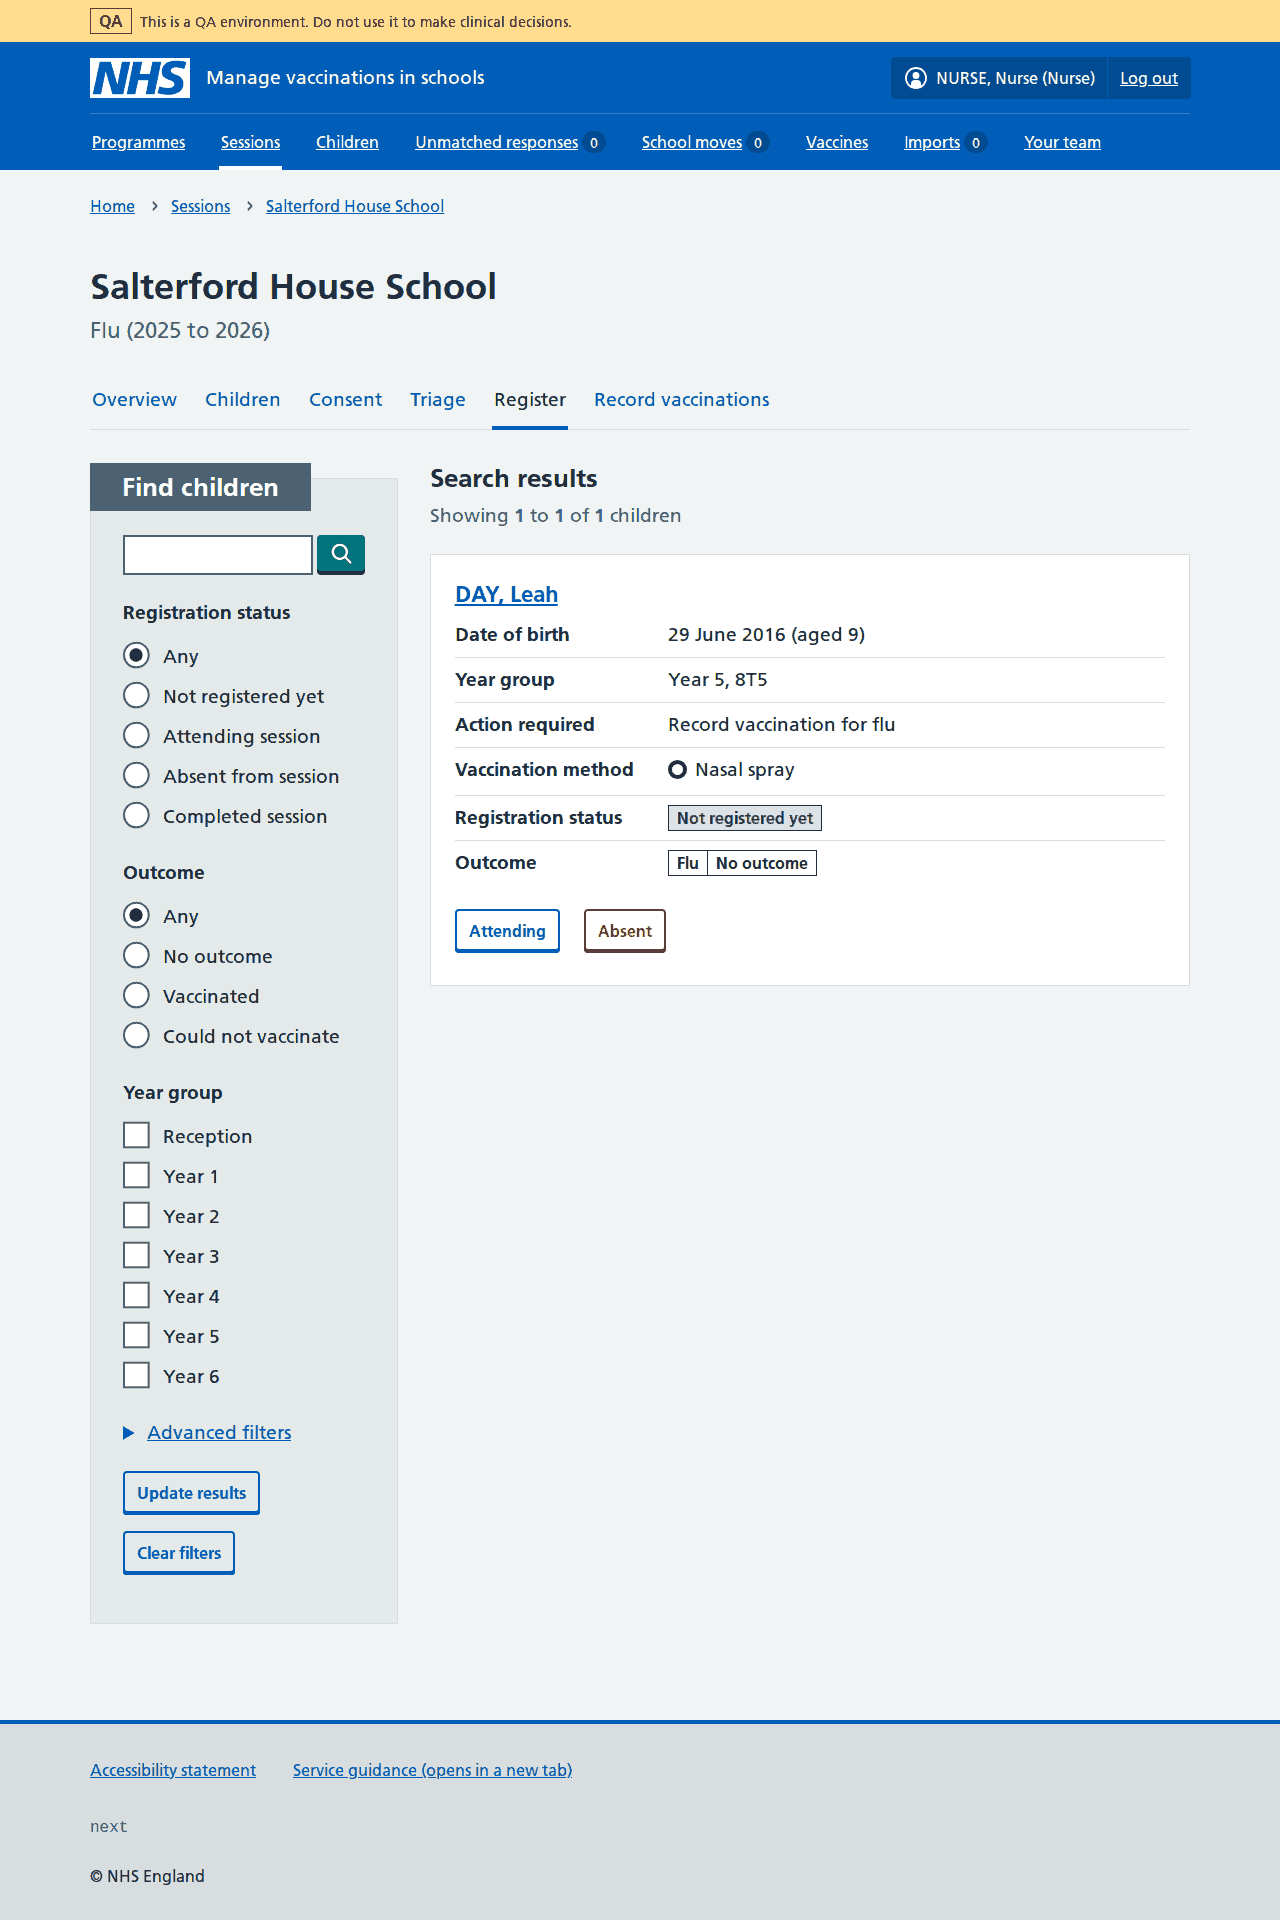 QA This is a QA environment. Do not use it to make clinical decisions.
NHS Manage vaccinations in schools NURSE, Nurse (Nurse) Log out
Programmes Sessions Children Unmatched responses 0 School moves 0 Vaccines Imports 0 Your team
Home Sessions Salterford House School
Salterford House School
Flu (2025 to 2026)
Overview Children Consent Triage Register Record vaccinations
Find children
Registration status
Any
Not registered yet
Attending session
Absent from session
Completed session
Outcome
Any
No outcome
Vaccinated
Could not vaccinate
Year group
Reception
Year 1
Year 2
Year 3
Year 4
Year 5
Year 6
Advanced filters
Update results
Clear filters
Search results
Showing 1 to 1 of 1 children
DAY, Leah
Date of birth 29 June 2016 (aged 9)
Year group Year 5, 8T5
Action required Record vaccination for flu
Vaccination method Nasal spray
Registration status Not registered yet
Outcome Flu No outcome
Attending Absent
Accessibility statement Service guidance (opens in a new tab)
next
© NHS England